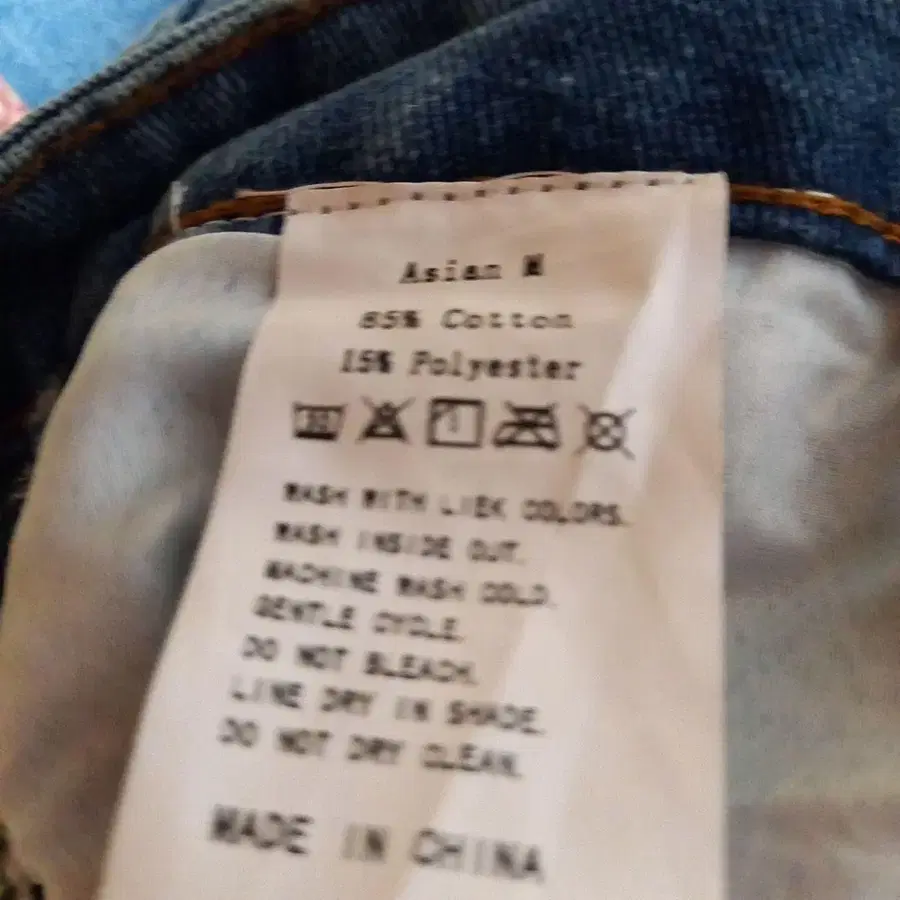 Asian M
85% Cotton
15% Polyester
30
WASH WITH LIEK COLORS.
WASH INSIDE OUT.
MACHINE WASH COLD.
GENTLE CYCLE.
DO NOT BLEACH.
LINE DRY IN SHADE.
DO NOT DRY CLEAN.
MADE IN CHINA